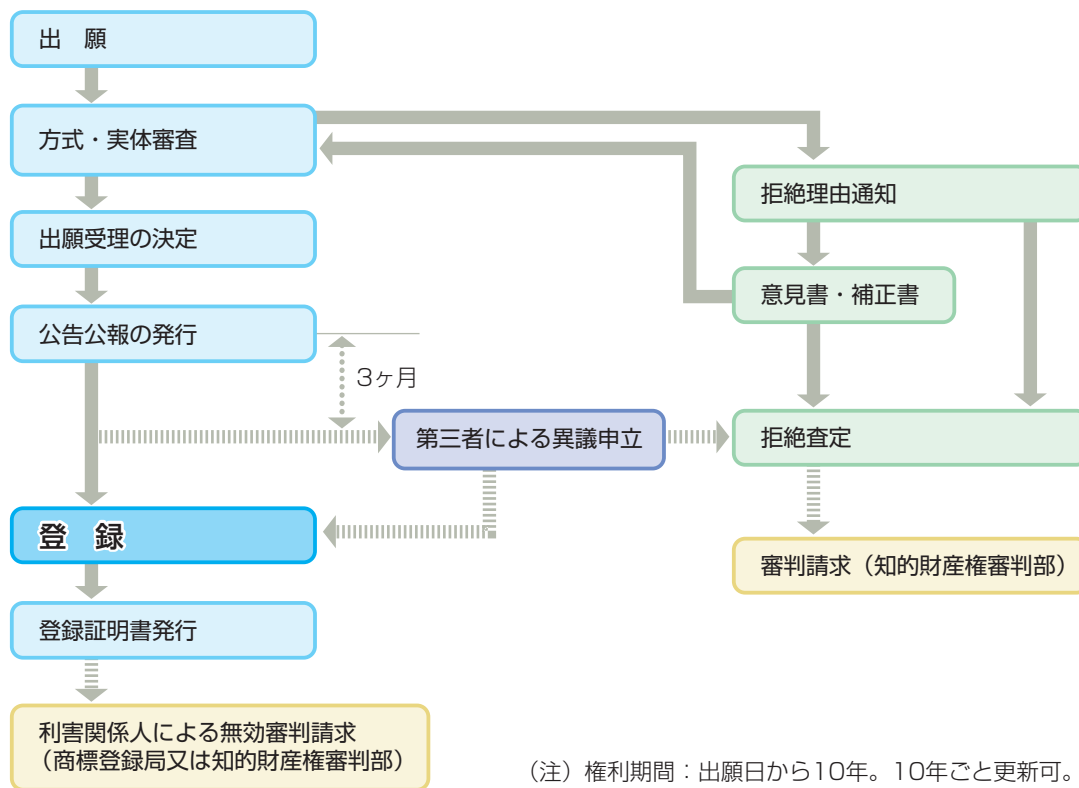 出　願
方式・実体審査
出願受理の決定
公告公報の発行
3ヶ月
拒絶理由通知
意見書・補正書
第三者による異議申立
拒絶査定
登　録
審判請求（知的財産権審判部）
登録証明書発行
利害関係人による無効審判請求
（商標登録局又は知的財産権審判部）
（注）権利期間：出願日から10年。10年ごと更新可。